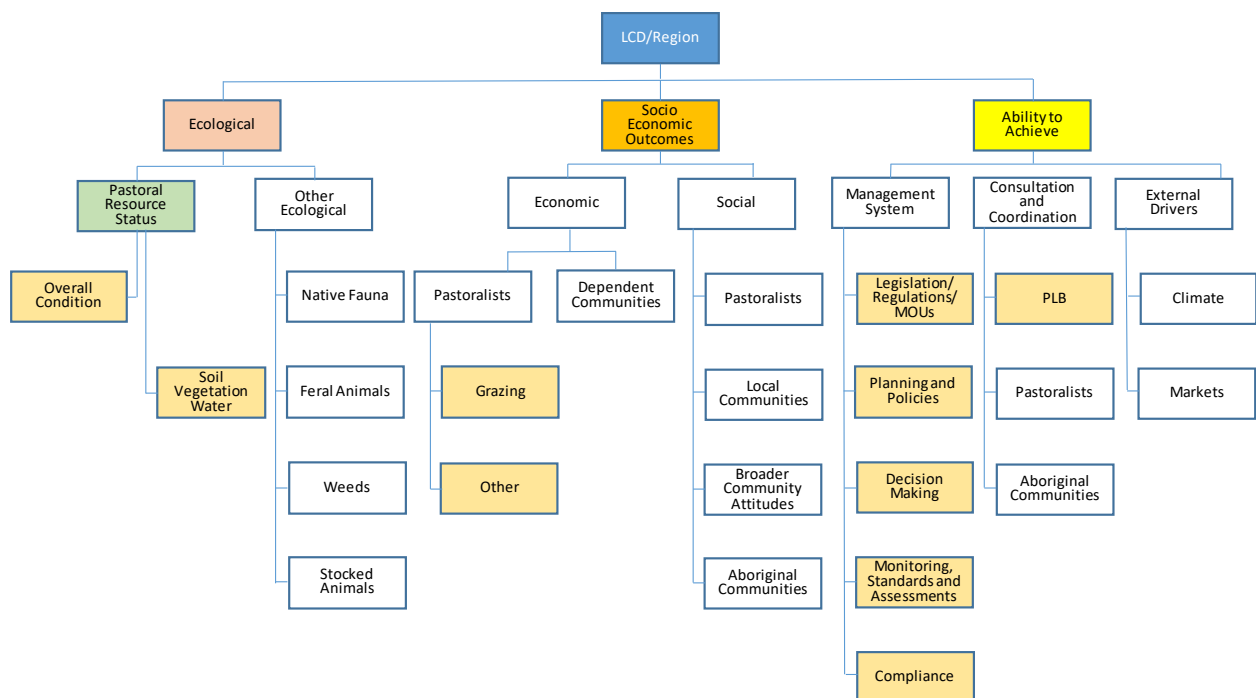 LCD/Region
Ecological
Socio
Economic
Outcomes
Ability to
Achieve
Pastoral
Resource
Status
Other
Ecological
Economic
Social
Management
System
Consultation
and
Coordination
External
Drivers
Overall
Condition
Native Fauna
Pastoralists
Dependent
Communities
Pastoralists
Legislation/
Regulations/
MOUs
PLB
Climate
Soil
Vegetation
Water
Feral Animals
Grazing
Local
Communities
Planning and
Policies
Pastoralists
Markets
Weeds
Other
Broader
Community
Attitudes
Decision
Making
Aboriginal
Communities
Stocked
Animals
Aboriginal
Communities
Monitoring,
Standards and
Assessments
Compliance